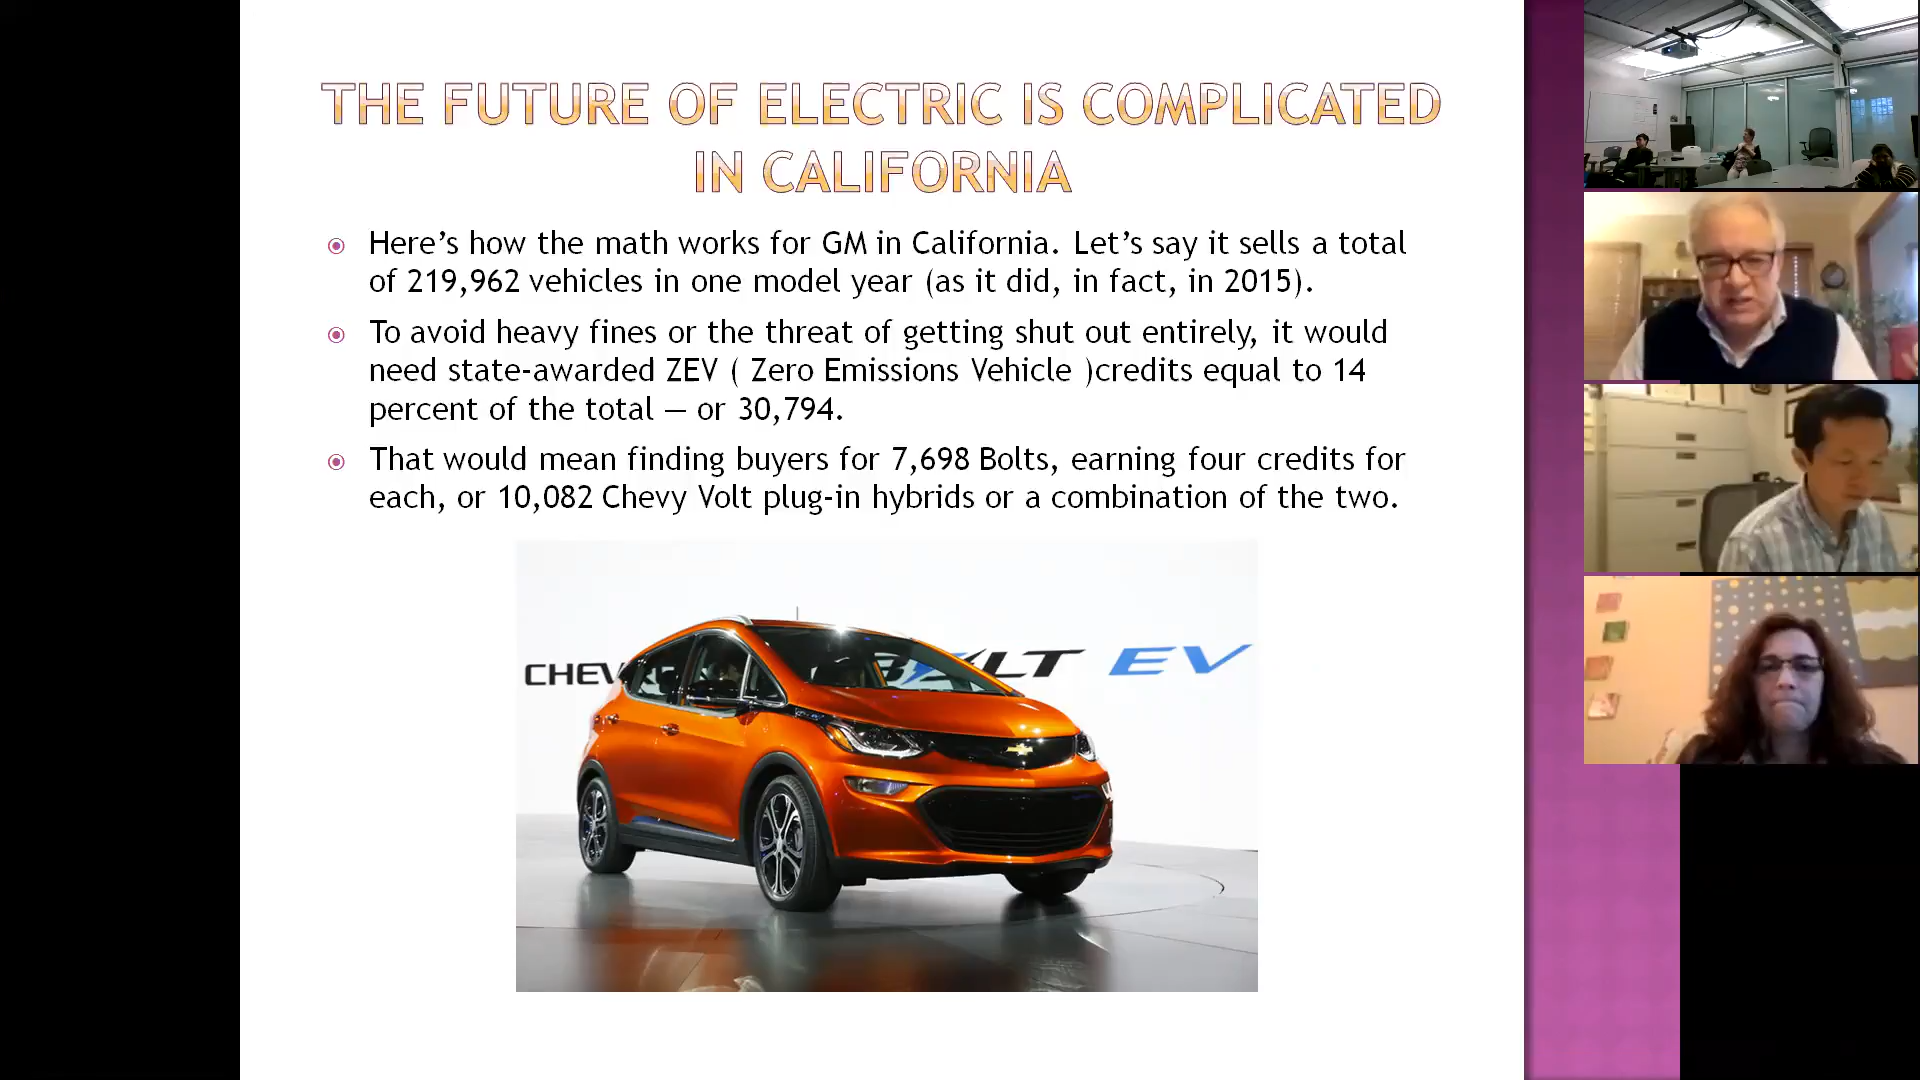 THE FUTURE OF ELECTRIC IS COMPLICATED
IN CALIFORNIA
Here’s how the math works for GM in California. Let’s say it sells a total
of 219,962 vehicles in one model year (as it did, in fact, in 2015).
To avoid heavy fines or the threat of getting shut out entirely, it would
need state-awarded ZEV ( Zero Emissions Vehicle )credits equal to 14
percent of the total — or 30,794.
That would mean finding buyers for 7,698 Bolts, earning four credits for
each, or 10,082 Chevy Volt plug-in hybrids or a combination of the two.
EV